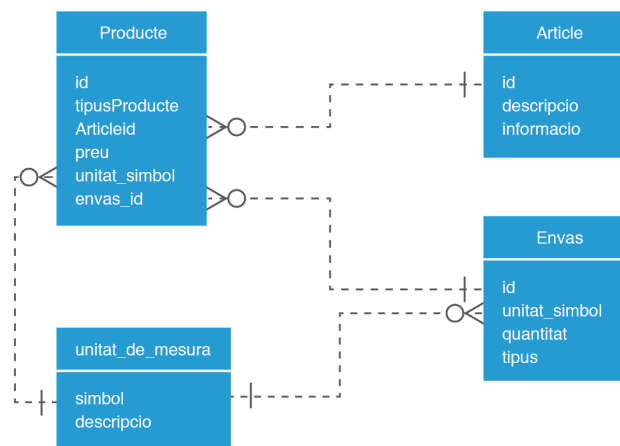 Producte
id
tipusProducte
Articleid
preu
unitat_simbol
envas_id
Article
id
descripcio
informacio
Envas
id
unitat_simbol
quantitat
tipus
unitat_de_mesura
simbol
descripcio